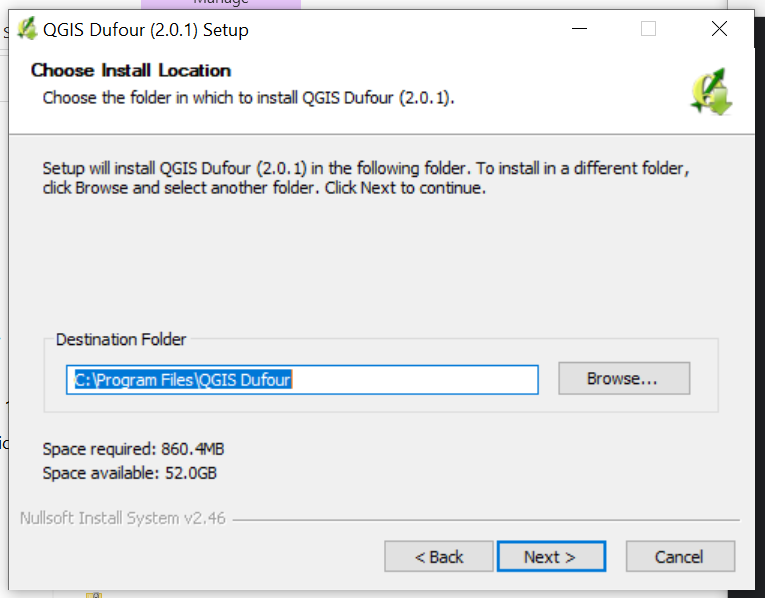 Manage
QGIS Dufour (2.0.1) Setup
Choose Install Location
Choose the folder in which to install QGIS Dufour (2.0.1).
Setup will install QGIS Dufour (2.0.1) in the following folder. To install in a different folder,
click Browse and select another folder. Click Next to continue.
Destination Folder
C:\Program Files\QGIS Dufour
Browse...
Space required: 860.4MB
Space available: 52.0GB
Nullsoft Install System v2.46
< Back
Next >
Cancel